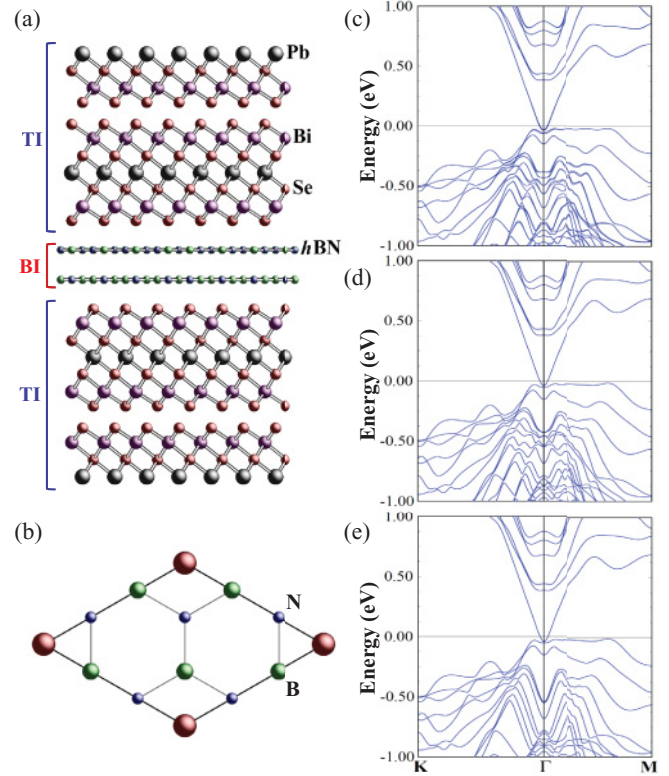 (a)
Pb
TI
Bi
Se
hBN
BI
TI
(b)
N
B
(c)
1.00
0.50
0.00
-0.50
-1.00
Energy (eV)
(d)
1.00
0.50
0.00
-0.50
-1.00
Energy (eV)
(e)
1.00
0.50
0.00
-0.50
-1.00
Energy (eV)
K Γ M